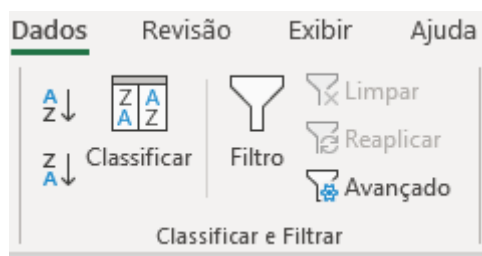 Dados Revisão Exibir Ajuda
A
Z
Z A
A Z
Z
A
Classificar
Filtro
Limpar
Reaplicar
Avançado
Classificar e Filtrar